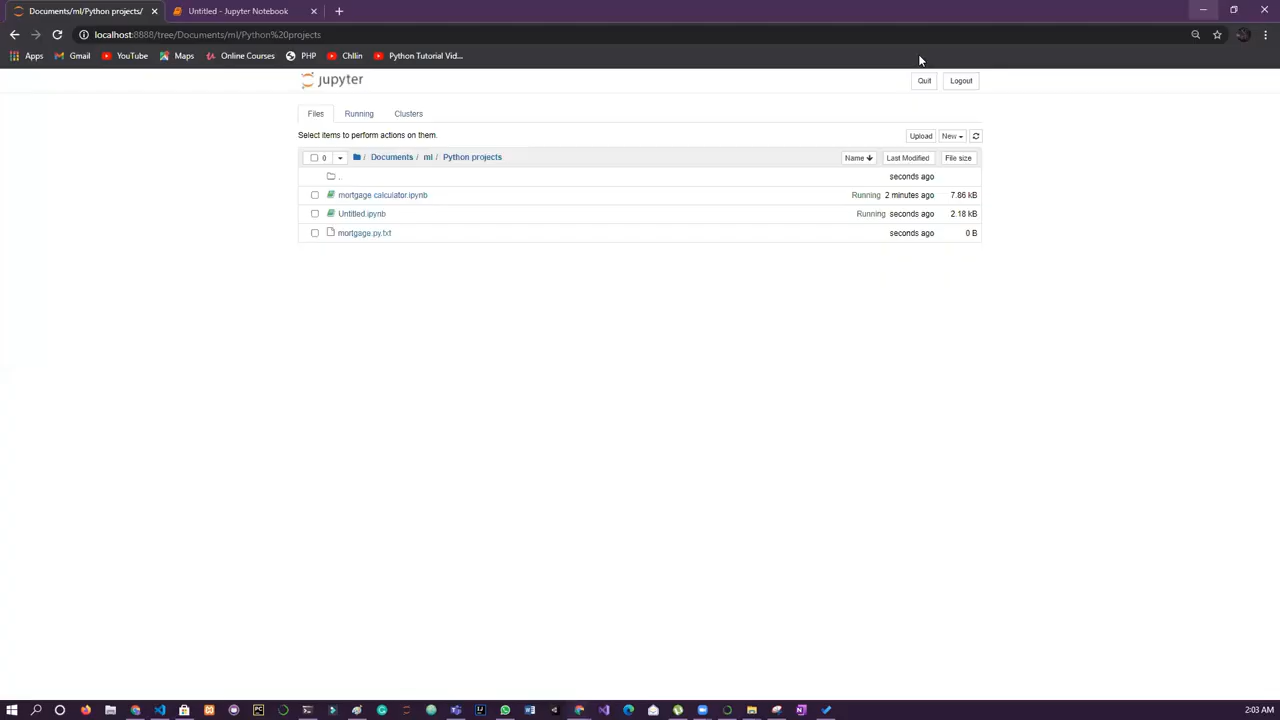 Documents/ml/Python projects/
Untitled - Jupyter Notebook
localhost:8888/tree/Documents/ml/Python%20projects
Apps Gmail YouTube Maps Online Courses PHP Chllin Python Tutorial Vid...
jupyter
Quit Logout
Files Running Clusters
Select items to perform actions on them.
Upload New
0 / Documents / ml / Python projects Name Last Modified File size
.. seconds ago
mortgage calculator.ipynb Running 2 minutes ago 7.86 kB
Untitled.ipynb Running seconds ago 2.18 kB
mortgage.py.txt seconds ago 0 B
2:03 AM